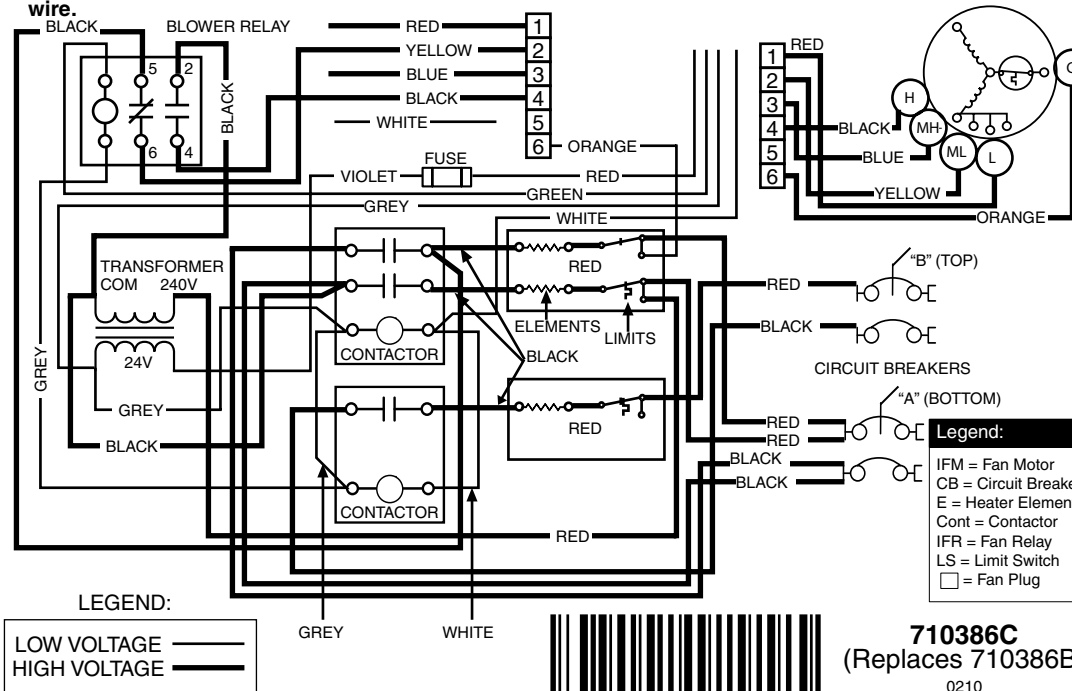 wire.
BLACK
BLOWER RELAY
5
2
6
4
BLACK
RED
YELLOW
BLUE
BLACK
WHITE
1
2
3
4
5
6
ORANGE
VIOLET
FUSE
RED
GREEN
GREY
WHITE
1
2
3
4
5
6
RED
BLACK
BLUE
YELLOW
ORANGE
H
MH
ML
L
TRANSFORMER
COM 240V
24V
GREY
GREY
BLACK
CONTACTOR
CONTACTOR
RED
ELEMENTS
LIMITS
BLACK
RED
RED
RED
BLACK
"B" (TOP)
CIRCUIT BREAKERS
"A" (BOTTOM)
RED
RED
BLACK
BLACK
GREY
WHITE
Legend:
IFM = Fan Motor
CB = Circuit Breake
E = Heater Elemen
Cont = Contactor
IFR = Fan Relay
LS = Limit Switch
= Fan Plug
LEGEND:
LOW VOLTAGE
HIGH VOLTAGE
710386C
(Replaces 710386B
0210